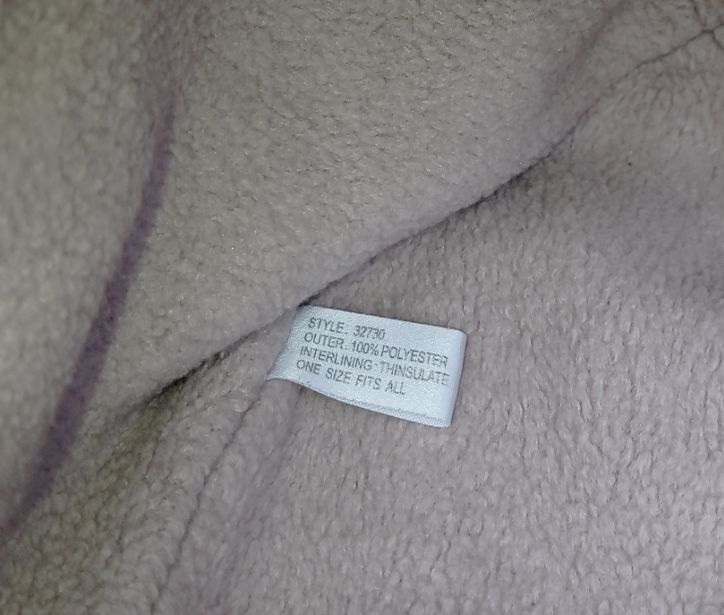 STYLE: 32730
OUTER: 100% POLYESTER
INTERLINING: THINSULATE
ONE SIZE FITS ALL